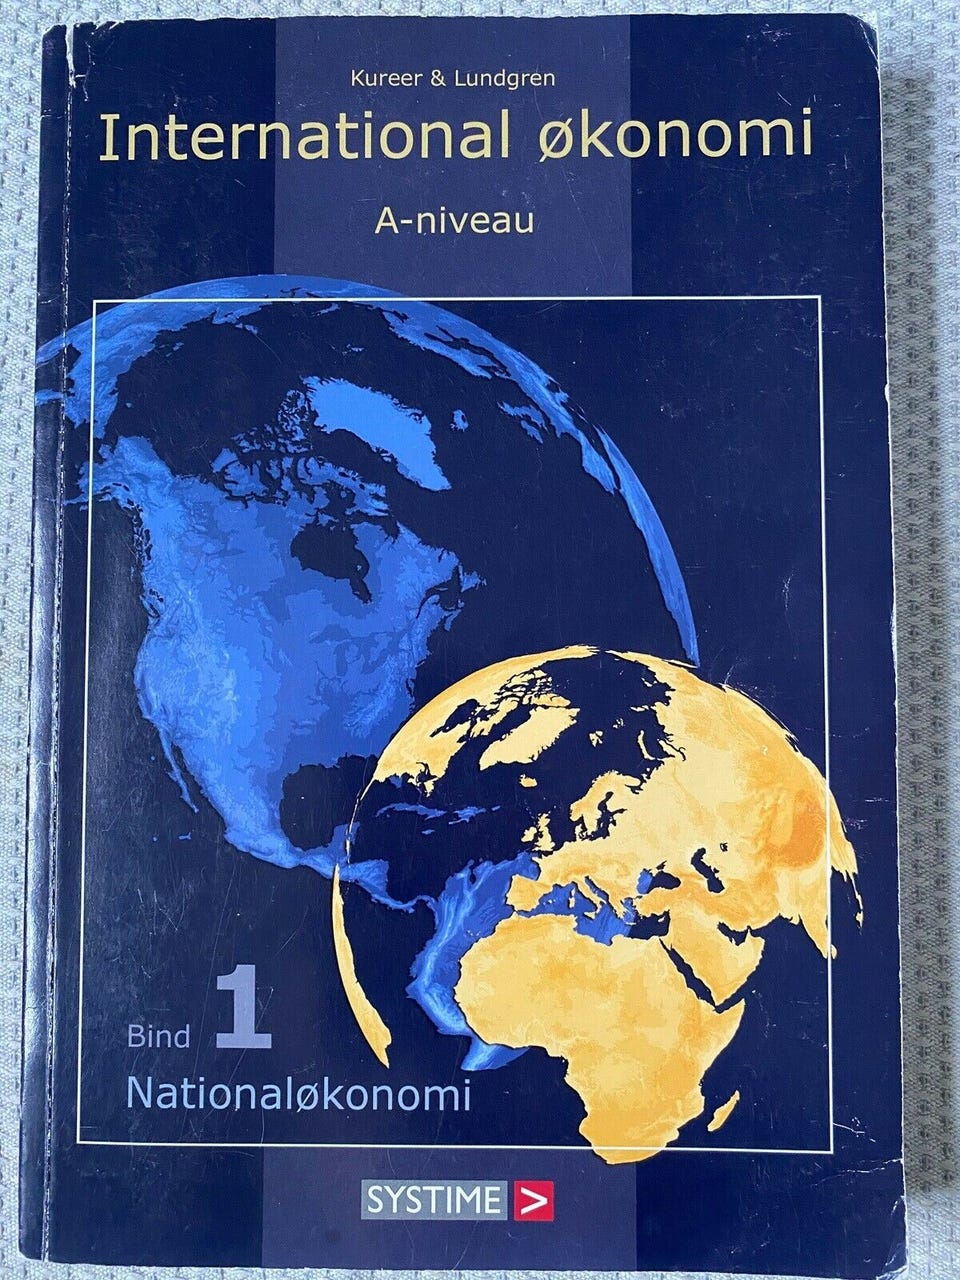 Kureer & Lundgren
International økonomi
A-niveau
Bind 1
Nationaløkonomi
SYSTIME >